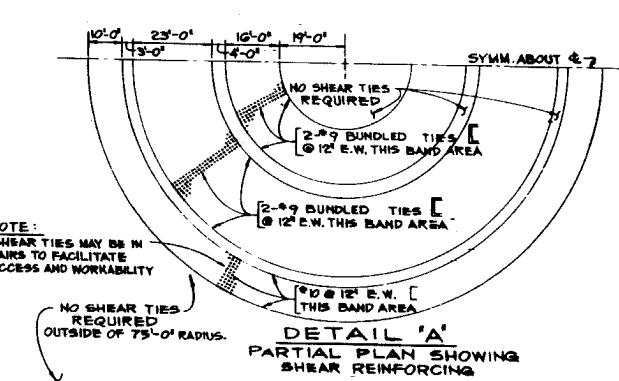 10'-0" 23'-0" 16'-0" 19'-0"
3'-0" 4'-0"
SYMM. ABOUT ℄
NO SHEAR TIES
REQUIRED
2-#9 BUNDLED TIES [
@ 12" E.W. THIS BAND AREA
2-#9 BUNDLED TIES [
@ 12" E.W. THIS BAND AREA
OTE:
HEAR TIES MAY BE IN
AIRS TO FACILITATE
CCESS AND WORKABILITY
#10 @ 12" E.W. [
THIS BAND AREA
NO SHEAR TIES
REQUIRED
OUTSIDE OF 75'-0" RADIUS.
DETAIL "A"
PARTIAL PLAN SHOWING
SHEAR REINFORCING